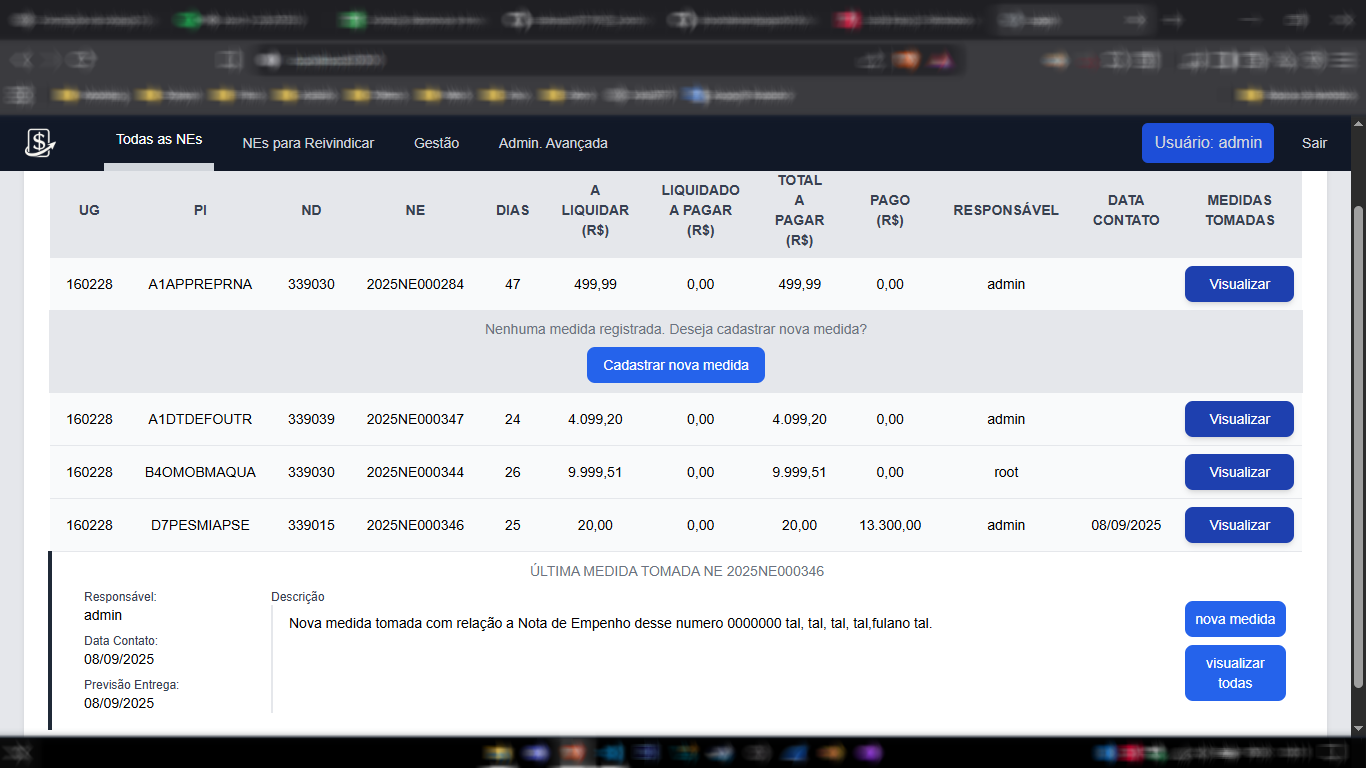 Todas as NEs
NEs para Reivindicar
Gestão
Admin. Avançada
Usuário: admin
Sair
UG PI ND NE DIAS A LIQUIDAR (R$) LIQUIDADO A PAGAR (R$) TOTAL A PAGAR (R$) PAGO (R$) RESPONSÁVEL DATA CONTATO MEDIDAS TOMADAS
160228 A1APPREPRNA 339030 2025NE000284 47 499,99 0,00 499,99 0,00 admin Visualizar
Nenhuma medida registrada. Deseja cadastrar nova medida?
Cadastrar nova medida
160228 A1DTDEFOUTR 339039 2025NE000347 24 4.099,20 0,00 4.099,20 0,00 admin Visualizar
160228 B4OMOBMAQUA 339030 2025NE000344 26 9.999,51 0,00 9.999,51 0,00 root Visualizar
160228 D7PESMIAPSE 339015 2025NE000346 25 20,00 0,00 20,00 13.300,00 admin 08/09/2025 Visualizar
ÚLTIMA MEDIDA TOMADA NE 2025NE000346
Responsável:
admin
Data Contato:
08/09/2025
Previsão Entrega:
08/09/2025
Descrição
Nova medida tomada com relação a Nota de Empenho desse numero 0000000 tal, tal, tal, tal,fulano tal.
nova medida
visualizar
todas